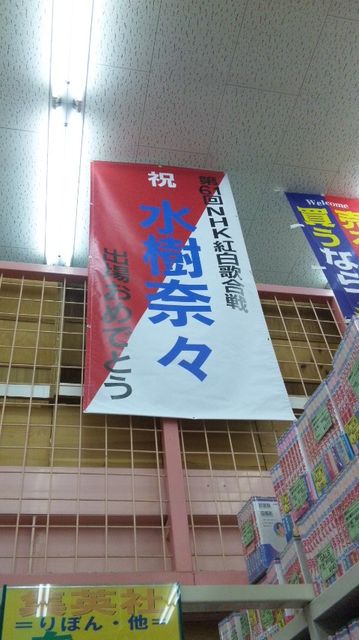 第61回NHK紅白歌合戦
祝
水樹奈々
出場おめでとう
Welcome
買うなら
集英社
=りぼん・他=